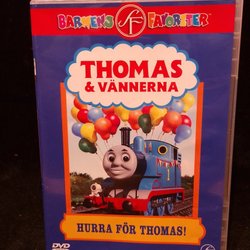 BARNENS SF FAVORITER
THOMAS
& VÄNNERNA
HURRA FÖR THOMAS!
DVD